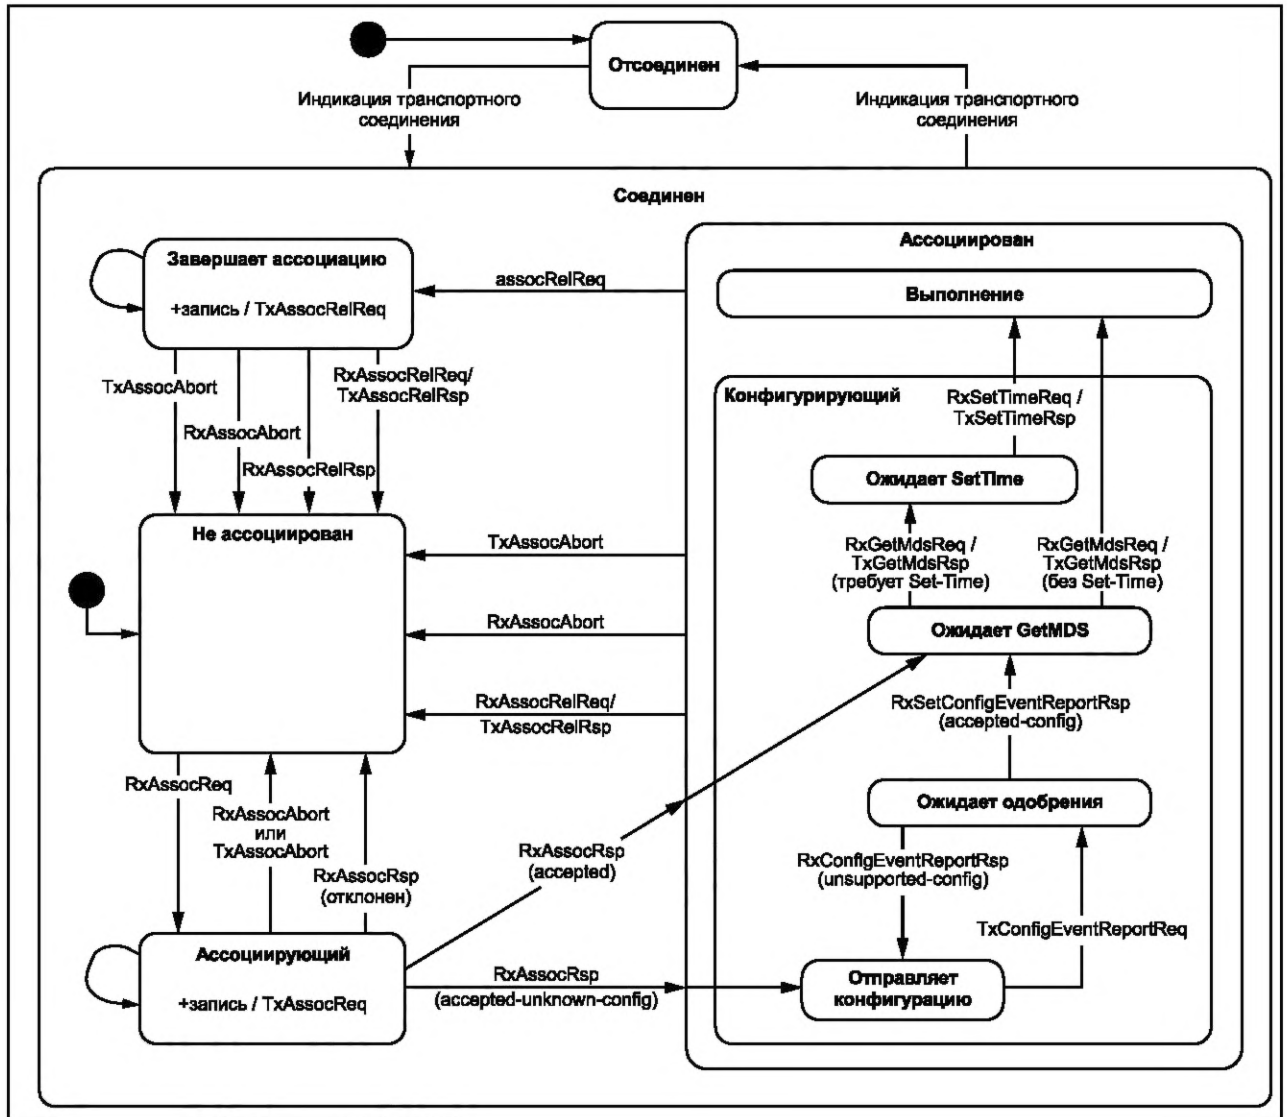 Отсоединен
Индикация транспортного
соединения
Индикация транспортного
соединения
Соединен
Завершает ассоциацию
+запись / TxAssocRelReq
assocRelReq
Ассоциирован
Выполнение
TxAssocAbort
RxAssocAbort
RxAssocRelRsp
RxAssocRelReq/
TxAssocRelRsp
Конфигурирующий
RxSetTimeReq /
TxSetTimeRsp
Ожидает SetTime
RxGetMdsReq /
TxGetMdsRsp
(требует Set-Time)
RxGetMdsReq /
TxGetMdsRsp
(без Set-Time)
Не ассоциирован
TxAssocAbort
RxAssocAbort
RxAssocRelReq/
TxAssocRelRsp
Ожидает GetMDS
RxSetConfigEventReportRsp
(accepted-config)
Ожидает одобрения
RxAssocReq
RxAssocAbort
или
TxAssocAbort
RxAssocRsp
(отклонен)
RxAssocRsp
(accepted)
RxConfigEventReportRsp
(unsupported-config)
TxConfigEventReportReq
Ассоциирующий
+запись / TxAssocReq
RxAssocRsp
(accepted-unknown-config)
Отправляет
конфигурацию